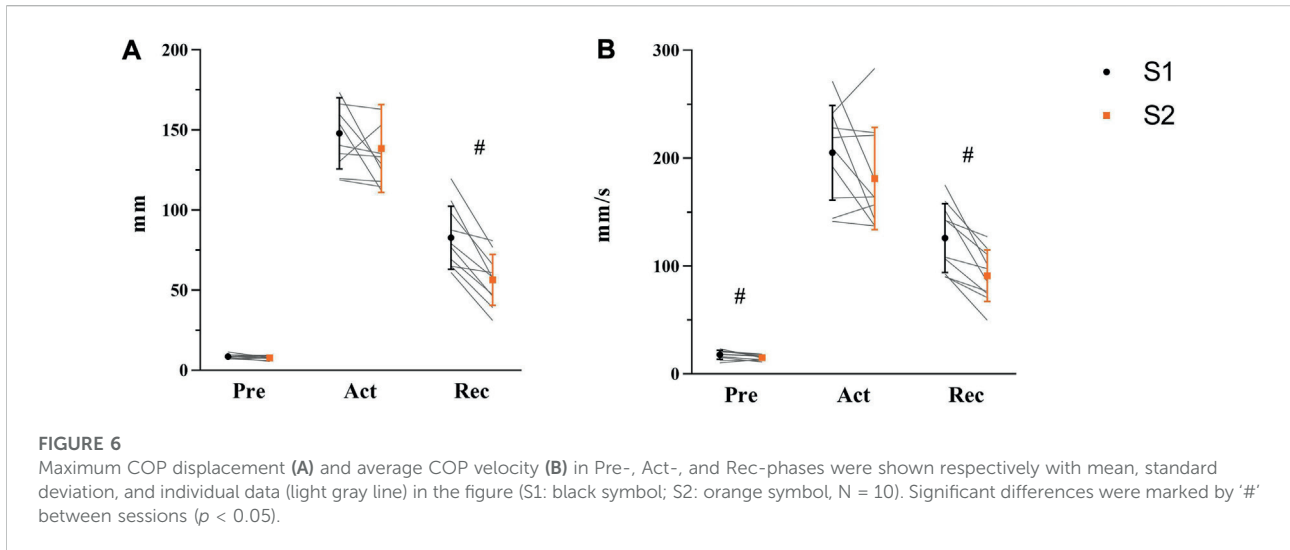 A
200
150
100
50
0
mm
#
Pre Act Rec
B
300
200
100
0
mm/s
#
#
Pre Act Rec
S1
S2
FIGURE 6
Maximum COP displacement (A) and average COP velocity (B) in Pre-, Act-, and Rec-phases were shown respectively with mean, standard
deviation, and individual data (light gray line) in the figure (S1: black symbol; S2: orange symbol, N = 10). Significant differences were marked by ‘#’
between sessions (p < 0.05).